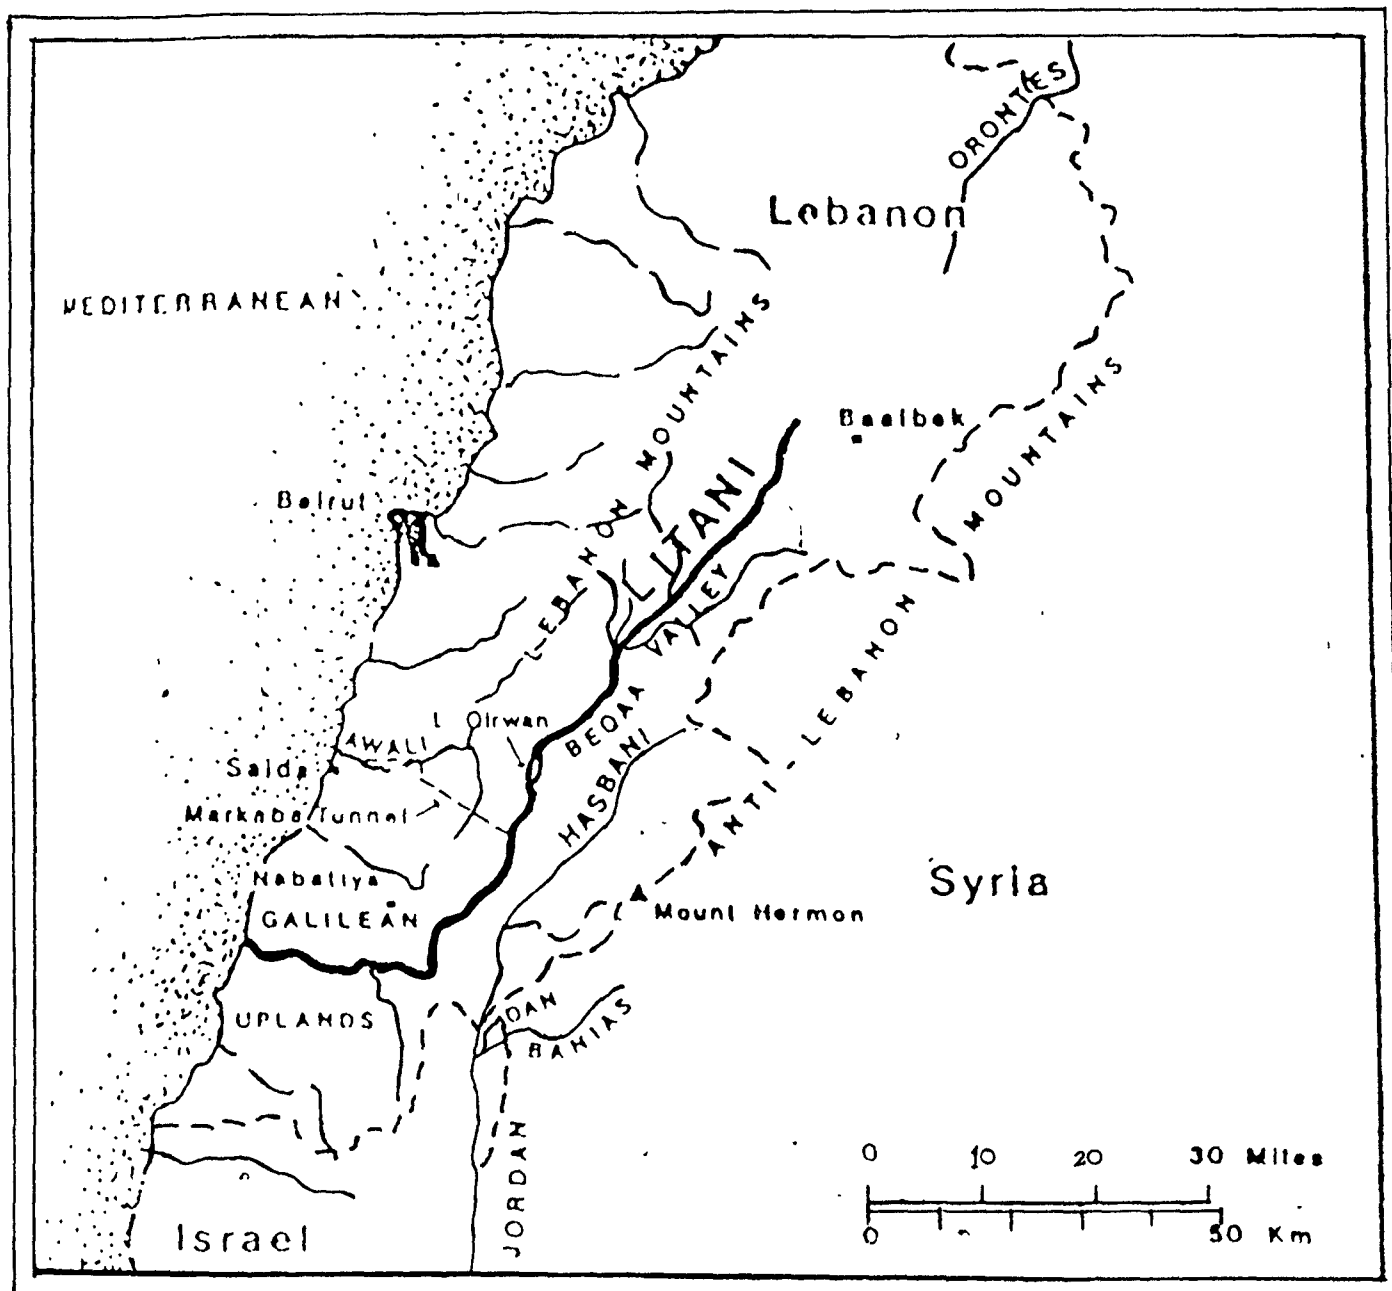 ORONTES
Lebanon
MEDITERRANEAN
LEBANON MOUNTAINS
Baalbek
Beirut
LITANI
BEQAA VALLEY
ANTI-LEBANON MOUNTAINS
L Qirwan
AWALI
HASBANI
Saida
Markaba Tunnel
Nabatiya
Syria
GALILEAN
Mount Hermon
UPLANDS
DAN
BANIAS
JORDAN
0 10 20 30 Miles
0 50 Km
Israel